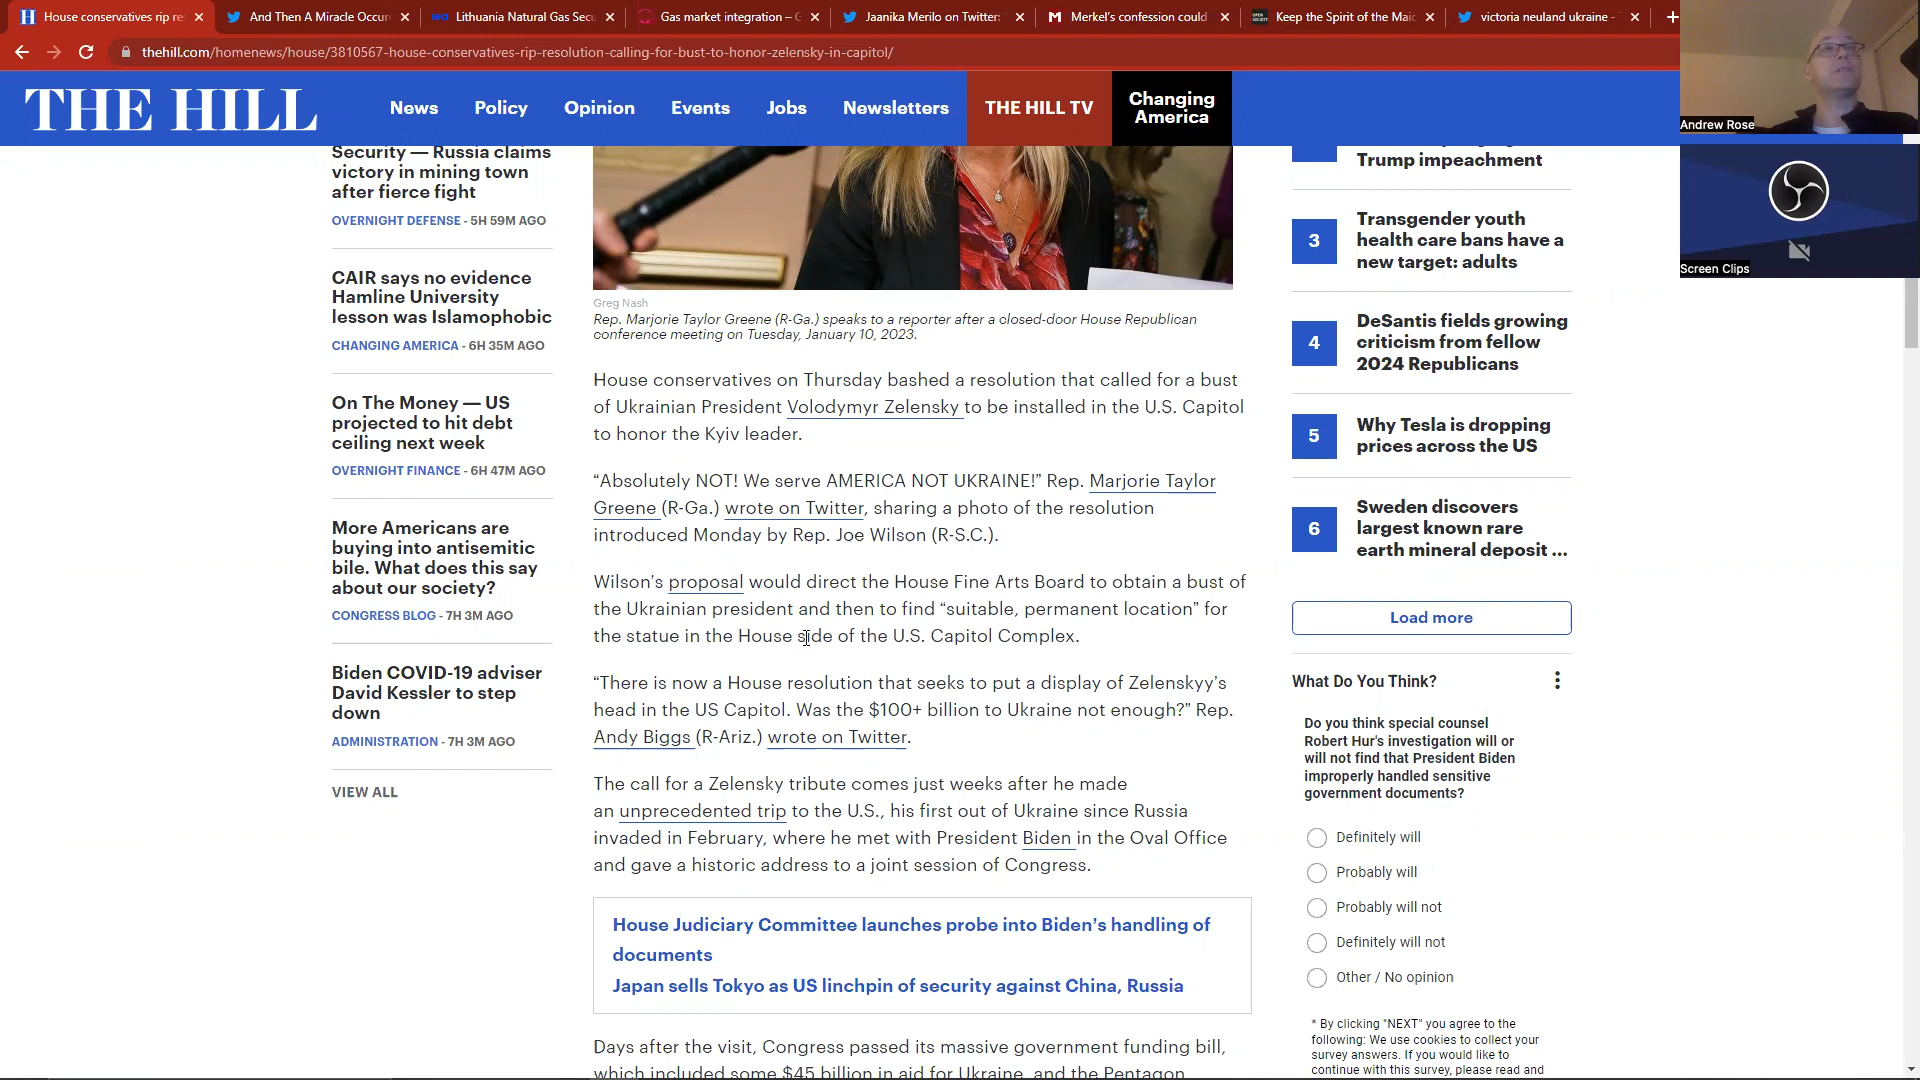 House conservatives rip re
And Then A Miracle Occur
Lithuania Natural Gas Secu
Gas market integration –
Jaanika Merilo on Twitter:
Merkel's confession could
Keep the Spirit of the Maid
victoria neuland ukraine -
thehill.com/homenews/house/3810567-house-conservatives-rip-resolution-calling-for-bust-to-honor-zelensky-in-capitol/
THE HILL
News
Policy
Opinion
Events
Jobs
Newsletters
THE HILL TV
Changing
America
Andrew Rose
Screen Clips
Security — Russia claims
victory in mining town
after fierce fight
OVERNIGHT DEFENSE - 5H 59M AGO
CAIR says no evidence
Hamline University
lesson was Islamophobic
CHANGING AMERICA - 6H 35M AGO
On The Money — US
projected to hit debt
ceiling next week
OVERNIGHT FINANCE - 6H 47M AGO
More Americans are
buying into antisemitic
bile. What does this say
about our society?
CONGRESS BLOG - 7H 3M AGO
Biden COVID-19 adviser
David Kessler to step
down
ADMINISTRATION - 7H 3M AGO
VIEW ALL
Greg Nash
Rep. Marjorie Taylor Greene (R-Ga.) speaks to a reporter after a closed-door House Republican
conference meeting on Tuesday, January 10, 2023.
House conservatives on Thursday bashed a resolution that called for a bust
of Ukrainian President Volodymyr Zelensky to be installed in the U.S. Capitol
to honor the Kyiv leader.
“Absolutely NOT! We serve AMERICA NOT UKRAINE!” Rep. Marjorie Taylor
Greene (R-Ga.) wrote on Twitter, sharing a photo of the resolution
introduced Monday by Rep. Joe Wilson (R-S.C.).
Wilson’s proposal would direct the House Fine Arts Board to obtain a bust of
the Ukrainian president and then to find “suitable, permanent location” for
the statue in the House side of the U.S. Capitol Complex.
“There is now a House resolution that seeks to put a display of Zelenskyy’s
head in the US Capitol. Was the $100+ billion to Ukraine not enough?” Rep.
Andy Biggs (R-Ariz.) wrote on Twitter.
The call for a Zelensky tribute comes just weeks after he made
an unprecedented trip to the U.S., his first out of Ukraine since Russia
invaded in February, where he met with President Biden in the Oval Office
and gave a historic address to a joint session of Congress.
House Judiciary Committee launches probe into Biden’s handling of
documents
Japan sells Tokyo as US linchpin of security against China, Russia
Days after the visit, Congress passed its massive government funding bill,
which included some $45 billion in aid for Ukraine, and the Pentagon
Trump impeachment
3
Transgender youth
health care bans have a
new target: adults
4
DeSantis fields growing
criticism from fellow
2024 Republicans
5
Why Tesla is dropping
prices across the US
6
Sweden discovers
largest known rare
earth mineral deposit ...
Load more
What Do You Think?
Do you think special counsel
Robert Hur's investigation will or
will not find that President Biden
improperly handled sensitive
government documents?
Definitely will
Probably will
Probably will not
Definitely will not
Other / No opinion
* By clicking "NEXT" you agree to the
following: We use cookies to collect your
survey answers. If you would like to
continue with this survey, please read and